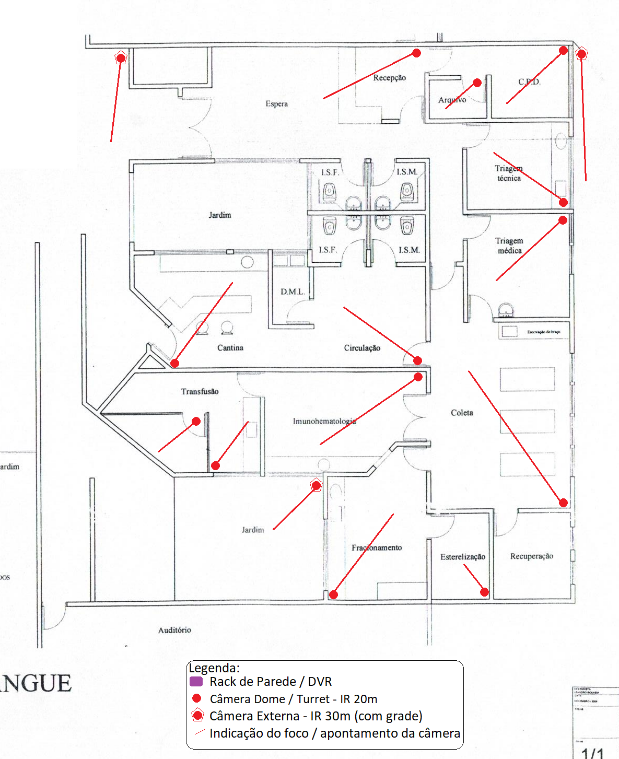 Recepção
C.P.D.
Espera
Arquivo
Triagem
técnica
I.S.F.
I.S.M.
Jardim
Triagem
médica
I.S.F.
I.S.M.
D.M.L.
Cantina
Circulação
Transfusão
Coleta
Imunohematologia
ardim
Jardim
Fracionamento
Esterelização
Recuperação
Auditório
ANGUE
Legenda:
Rack de Parede / DVR
Câmera Dome / Turret - IR 20m
Câmera Externa - IR 30m (com grade)
Indicação do foco / apontamento da câmera
1/1